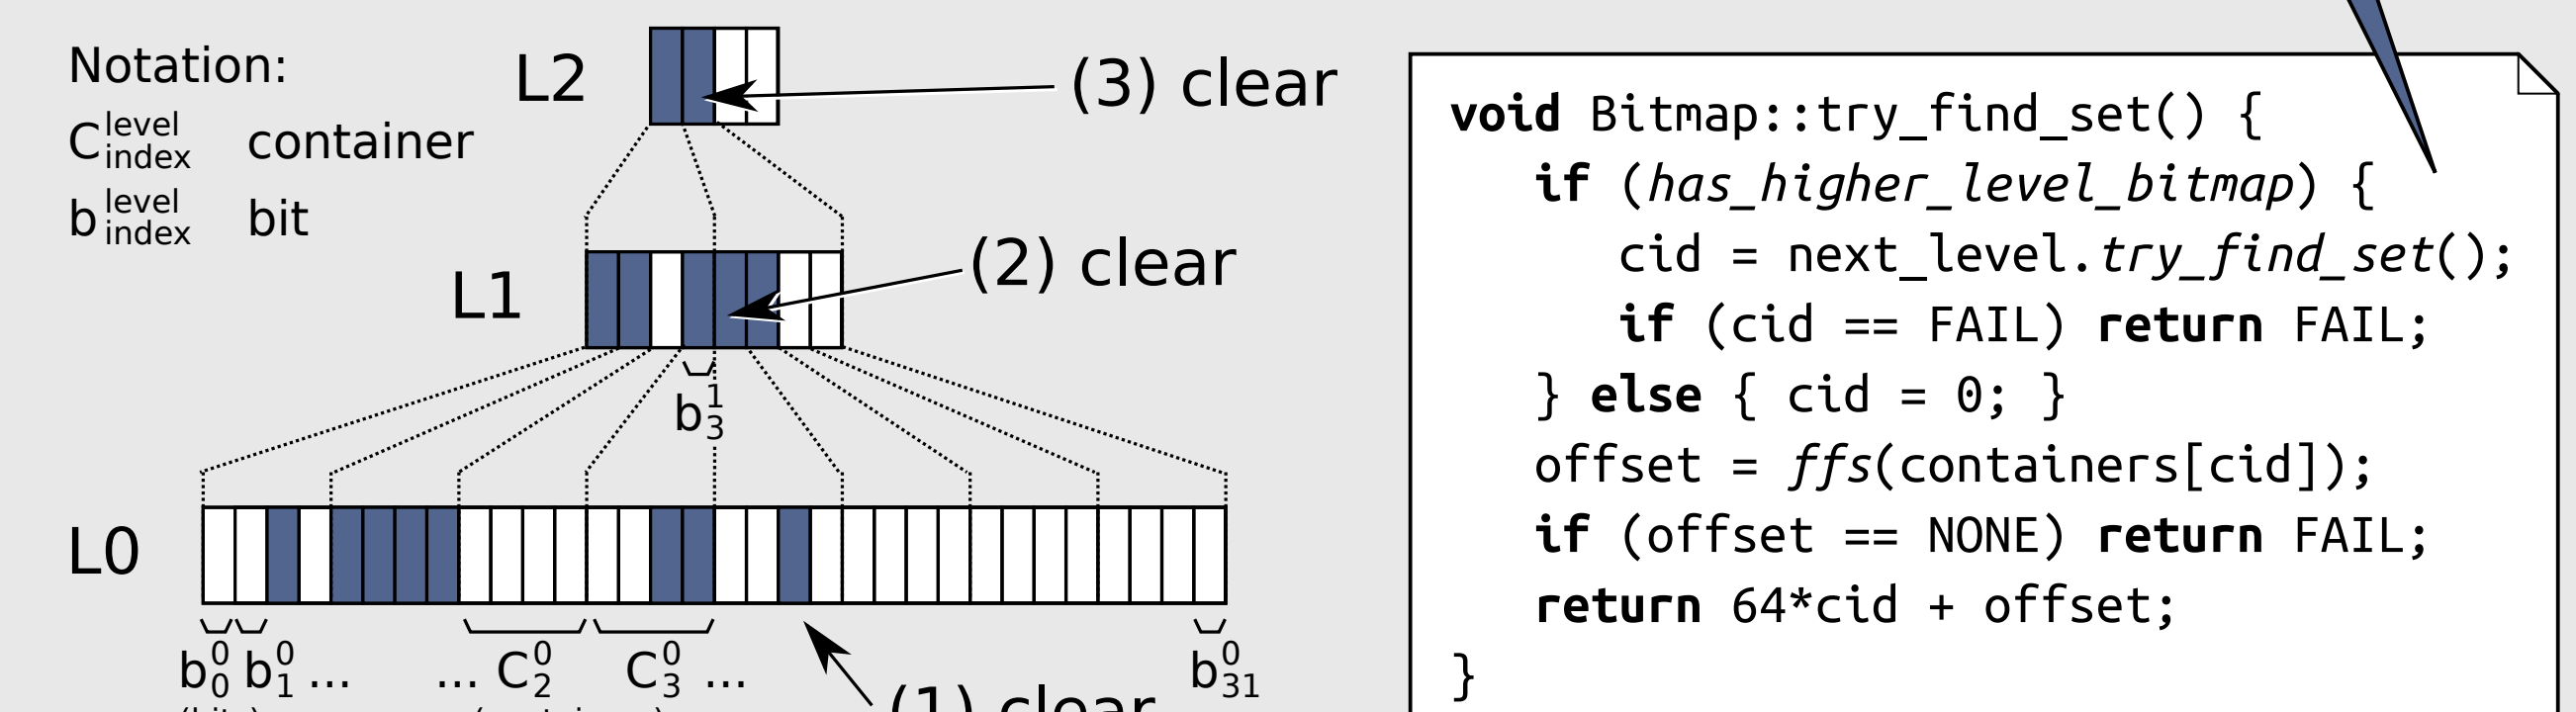 Notation:
C level index container
b level index bit
L2
(3) clear
L1
(2) clear
b 1 3
L0
b 0 0 b 0 1 ... ... C 0 2 C 0 3 ... b 0 31
(1) clear
void Bitmap::try_find_set() {
if (has_higher_level_bitmap) {
cid = next_level.try_find_set();
if (cid == FAIL) return FAIL;
} else { cid = 0; }
offset = ffs(containers[cid]);
if (offset == NONE) return FAIL;
return 64*cid + offset;
}